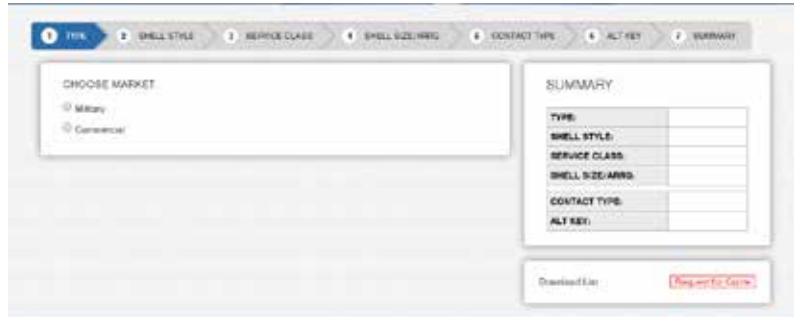 1 TYPE 2 SHELL STYLE 3 SERVICE CLASS 4 SHELL SIZE/ARRG 5 CONTACT TYPE 6 ALT KEY 7 SUMMARY
CHOOSE MARKET
Military
Commercial
SUMMARY
TYPE:
SHELL STYLE:
SERVICE CLASS:
SHELL SIZE/ARRG:
CONTACT TYPE:
ALT KEY:
Download List
Request for Quote